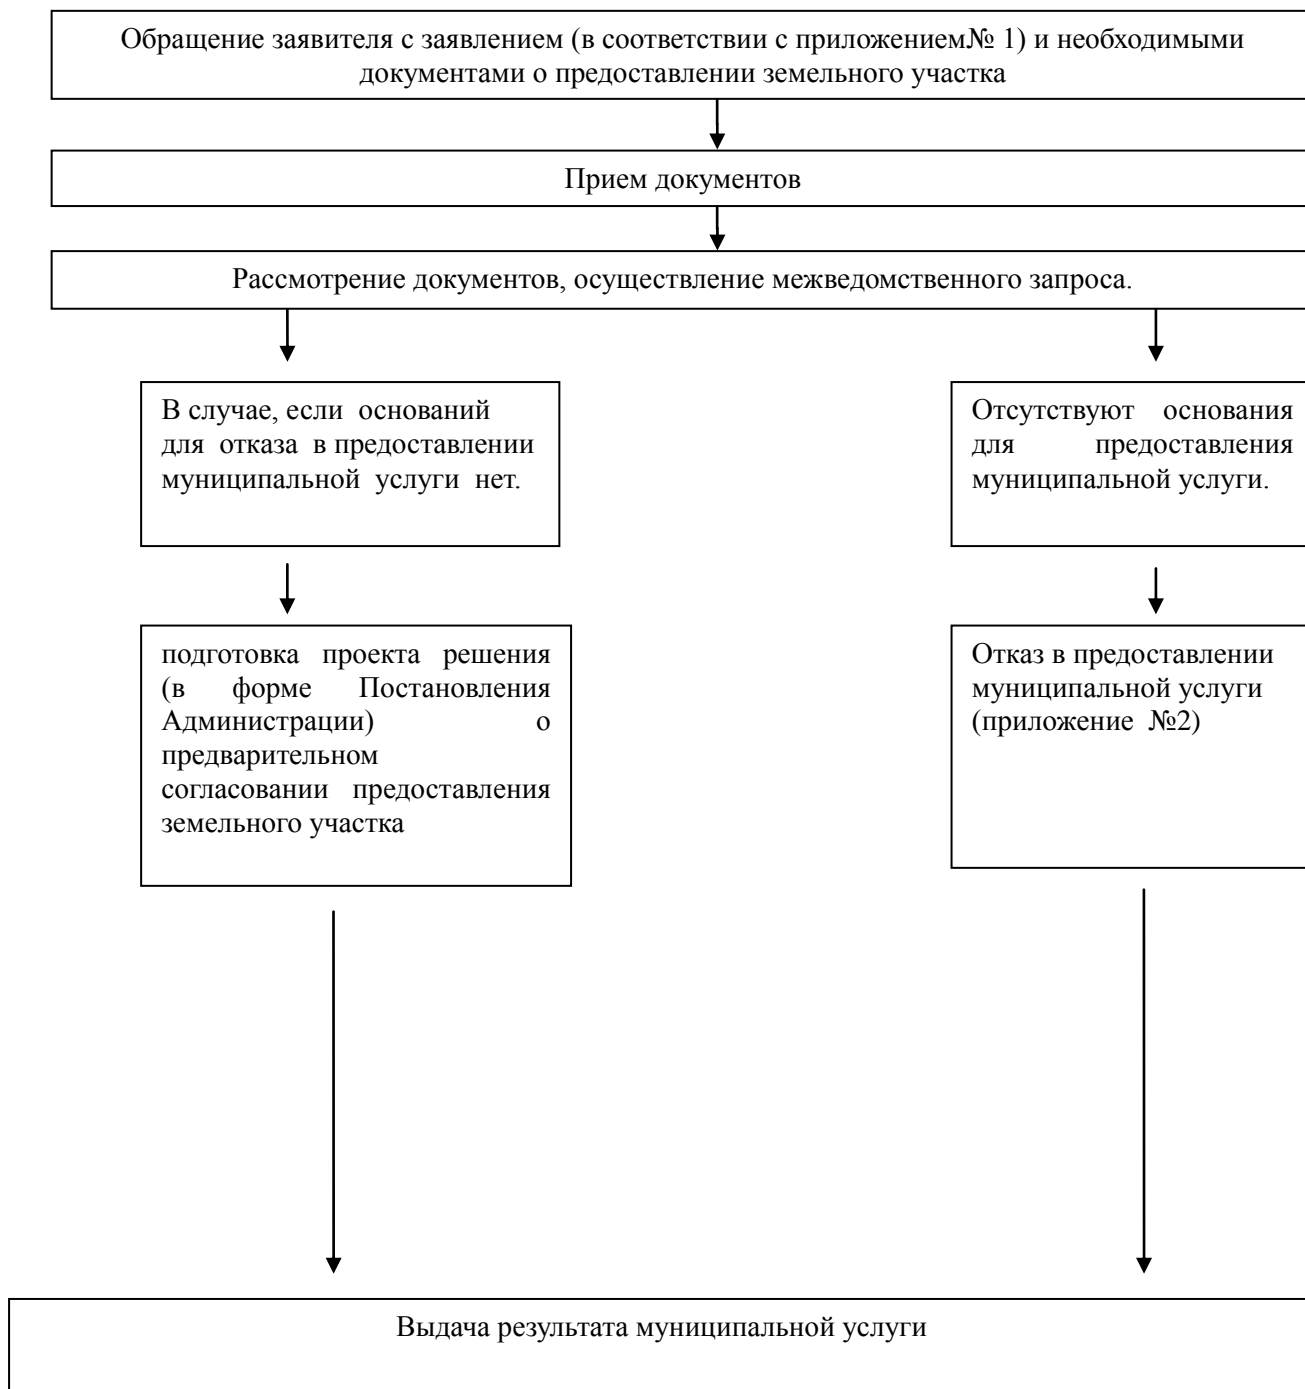 Обращение заявителя с заявлением (в соответствии с приложением№ 1) и необходимыми
документами о предоставлении земельного участка
Прием документов
Рассмотрение документов, осуществление межведомственного запроса.
В случае, если оснований
для отказа в предоставлении
муниципальной услуги нет.
Отсутствуют основания
для предоставления
муниципальной услуги.
подготовка проекта решения
(в форме Постановления
Администрации) о
предварительном
согласовании предоставления
земельного участка
Отказ в предоставлении
муниципальной услуги
(приложение №2)
Выдача результата муниципальной услуги